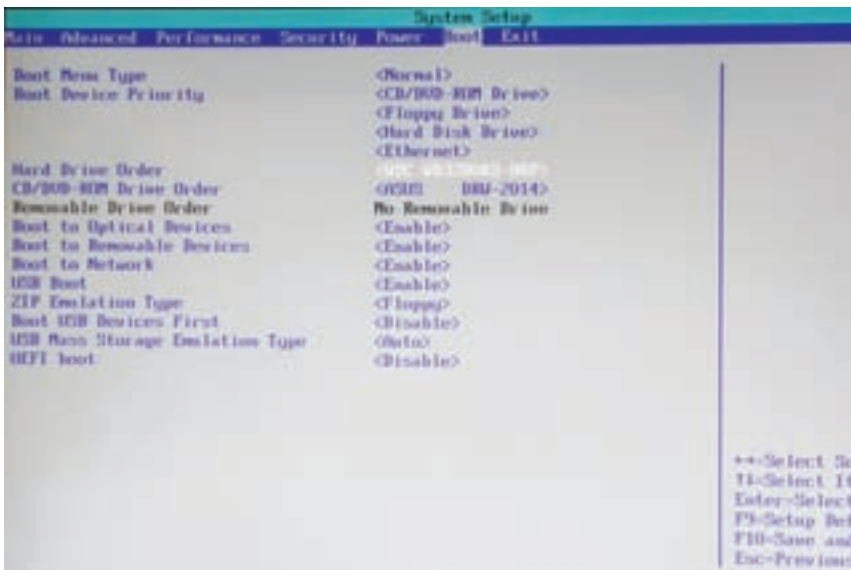 System Setup
Main Advanced Performance Security Power Boot Exit
Boot Menu Type <Normal>
Boot Device Priority <CD/DVD-ROM Drive>
<Floppy Drive>
<Hard Disk Drive>
<Ethernet>
Hard Drive Order
CD/DVD-ROM Drive Order <ASUS DRW-2014>
Removable Drive Order No Removable Drive
Boot to Optical Devices <Enable>
Boot to Removable Devices <Enable>
Boot to Network <Enable>
USB Boot <Enable>
ZIP Emulation Type <Floppy>
Boot USB Devices First <Disable>
USB Mass Storage Emulation Type <Auto>
UEFI boot <Disable>
←→=Select Sc
↑↓=Select It
Enter=Select
F9=Setup Def
F10=Save and
Esc=Previous